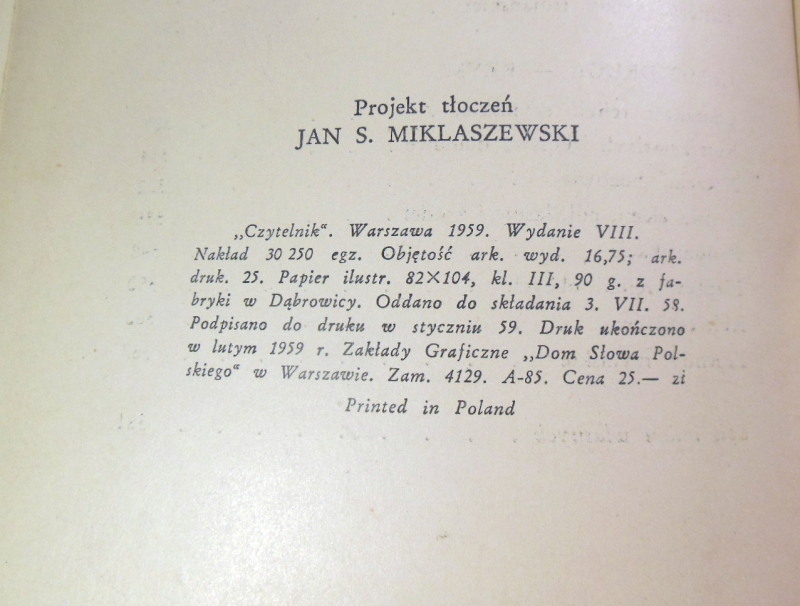 Projekt tłoczeń
JAN S. MIKLASZEWSKI
„Czytelnik“. Warszawa 1959. Wydanie VIII.
Nakład 30 250 egz. Objętość ark. wyd. 16,75; ark.
druk. 25. Papier ilustr. 82×104, kl. III, 90 g. z fa-
bryki w Dąbrowicy. Oddano do składania 3. VII. 58.
Podpisano do druku w styczniu 59. Druk ukończono
w lutym 1959 r. Zakłady Graficzne „Dom Słowa Pol-
skiego“ w Warszawie. Zam. 4129. A-85. Cena 25.— zł
Printed in Poland